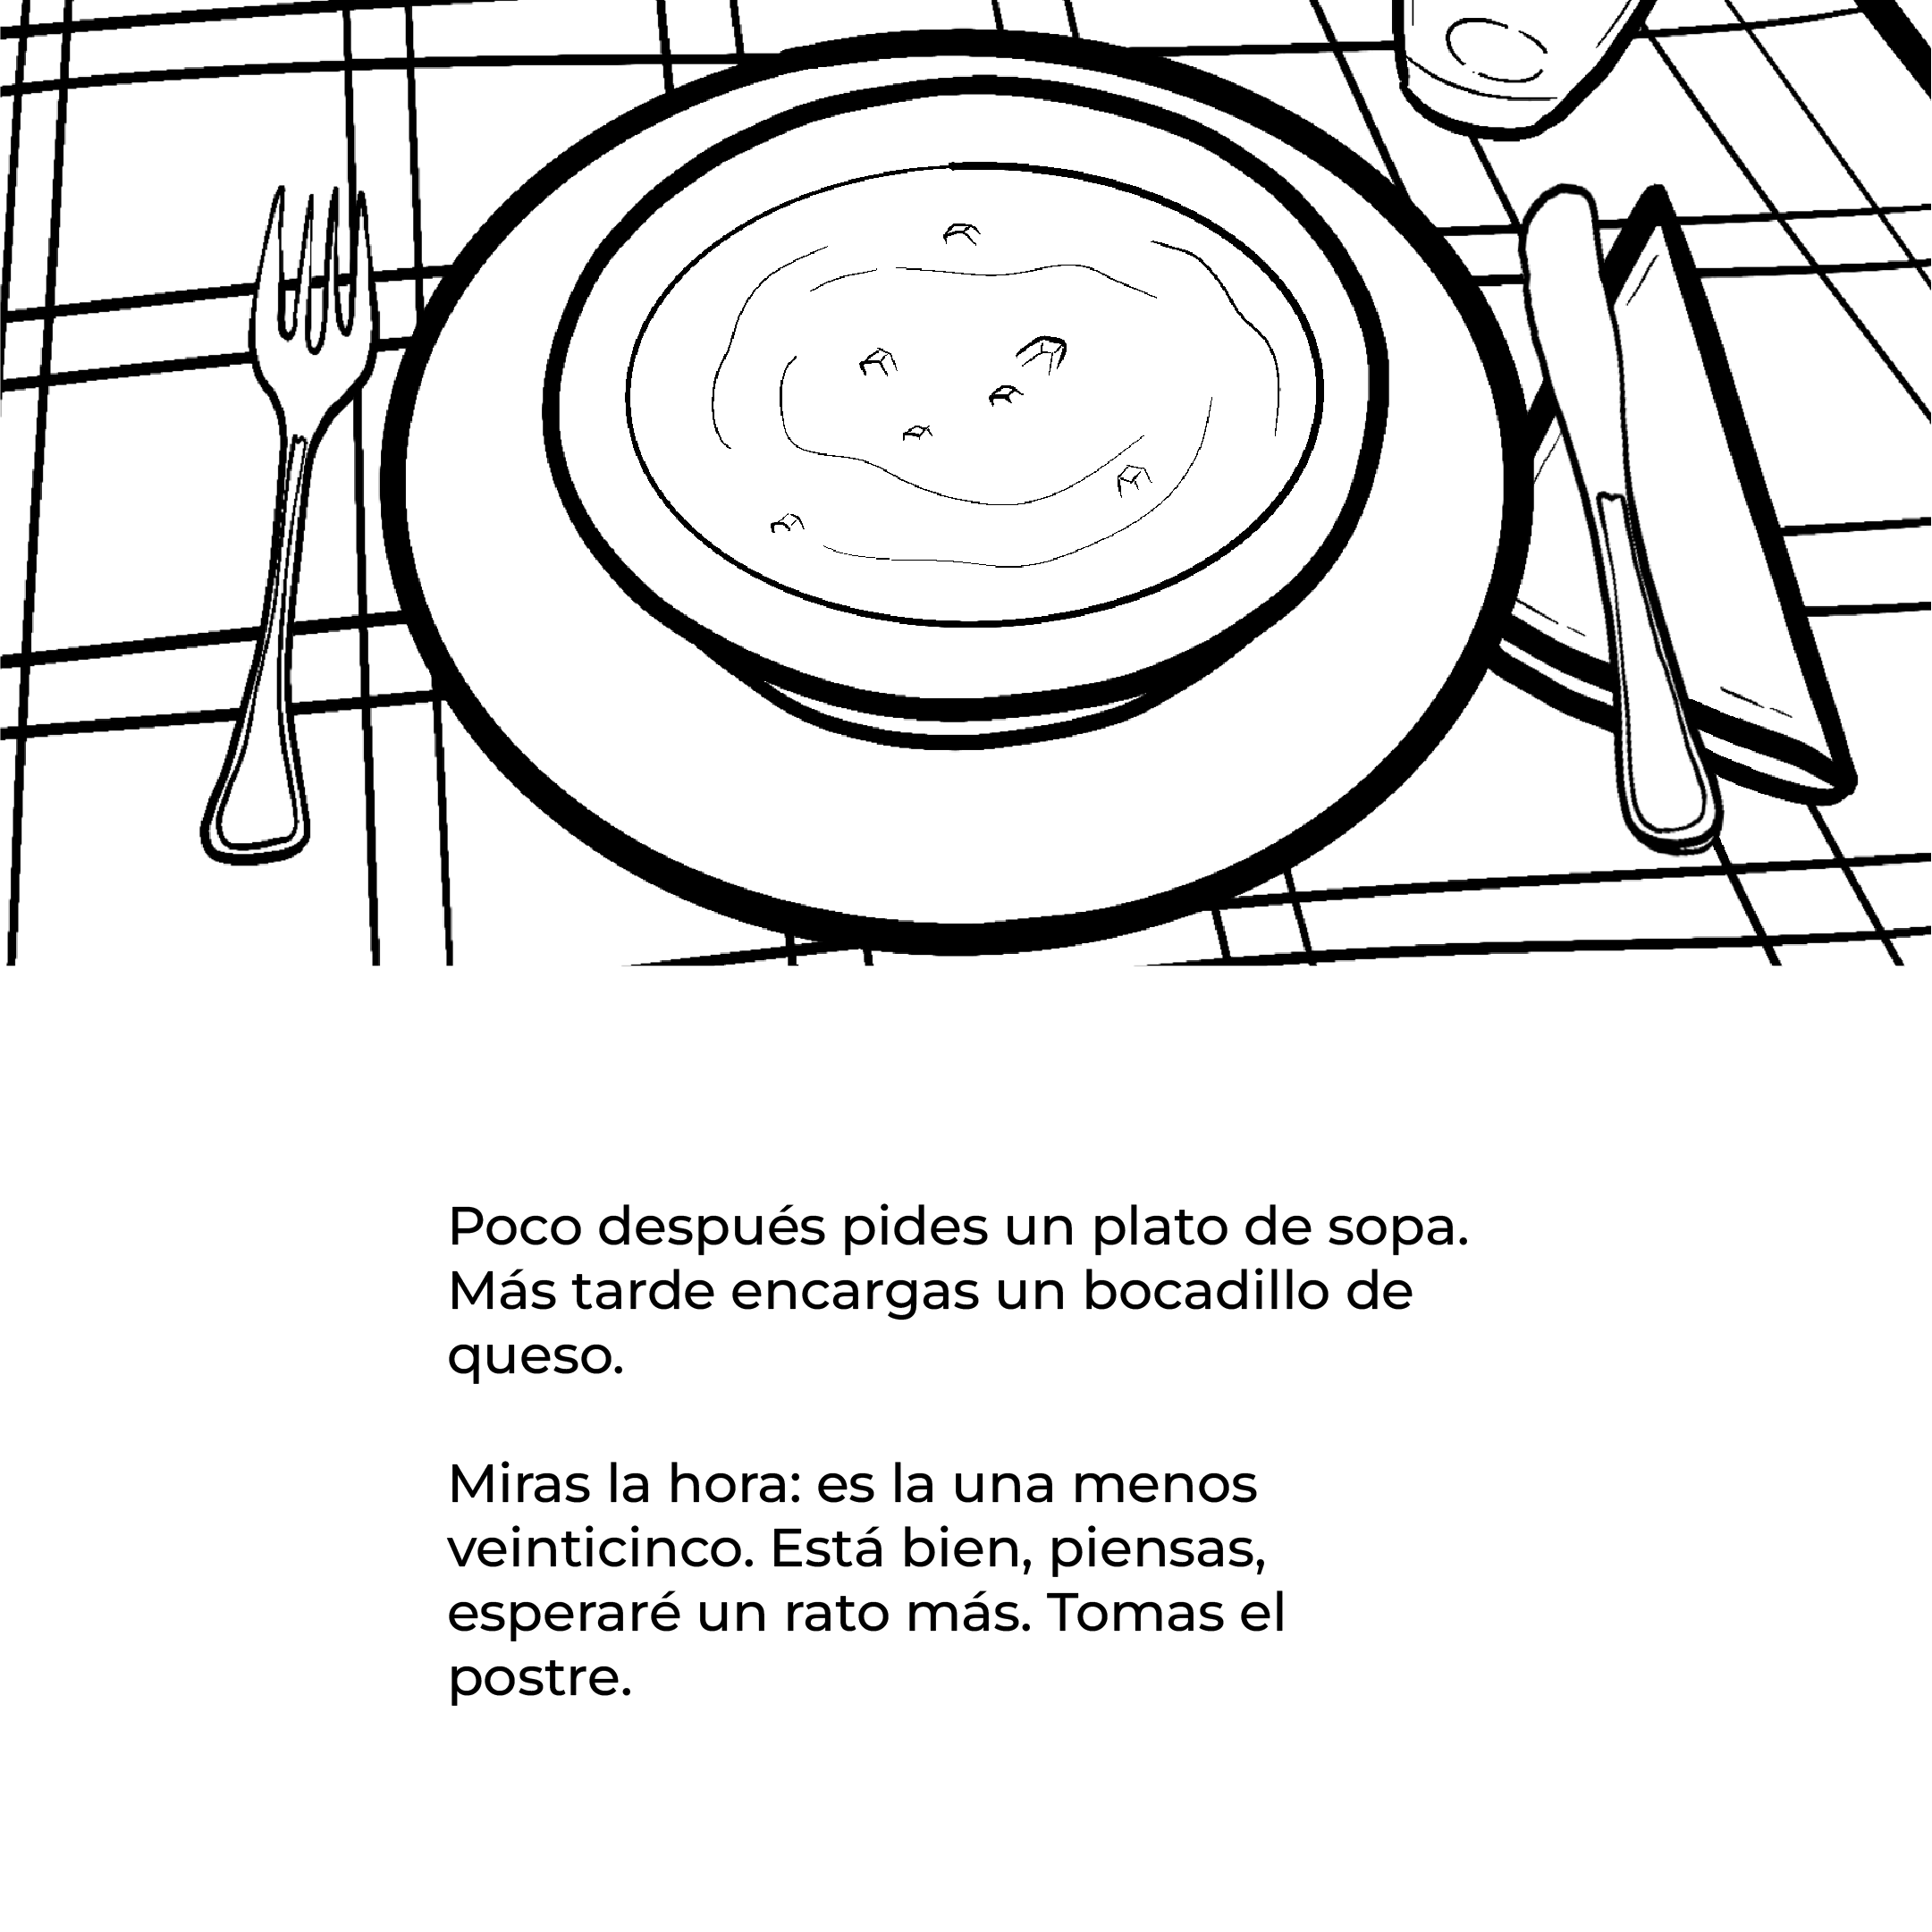 Poco después pides un plato de sopa.
Más tarde encargas un bocadillo de
queso.
Miras la hora: es la una menos
veinticinco. Está bien, piensas,
esperaré un rato más. Tomas el
postre.